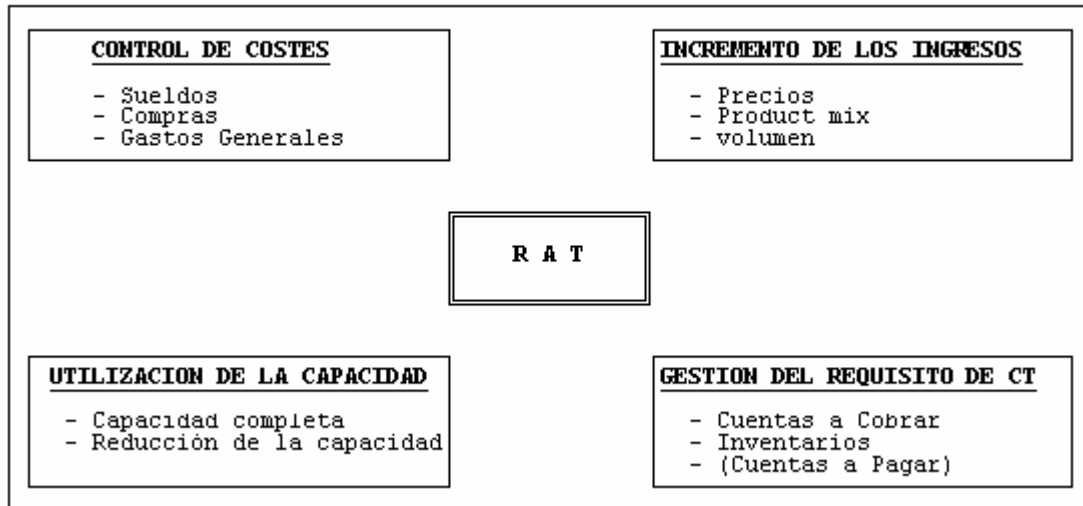 CONTROL DE COSTES
- Sueldos
- Compras
- Gastos Generales
INCREMENTO DE LOS INGRESOS
- Precios
- Product mix
- volumen
R A T
UTILIZACION DE LA CAPACIDAD
- Capacidad completa
- Reducción de la capacidad
GESTION DEL REQUISITO DE CT
- Cuentas a Cobrar
- Inventarios
- (Cuentas a Pagar)